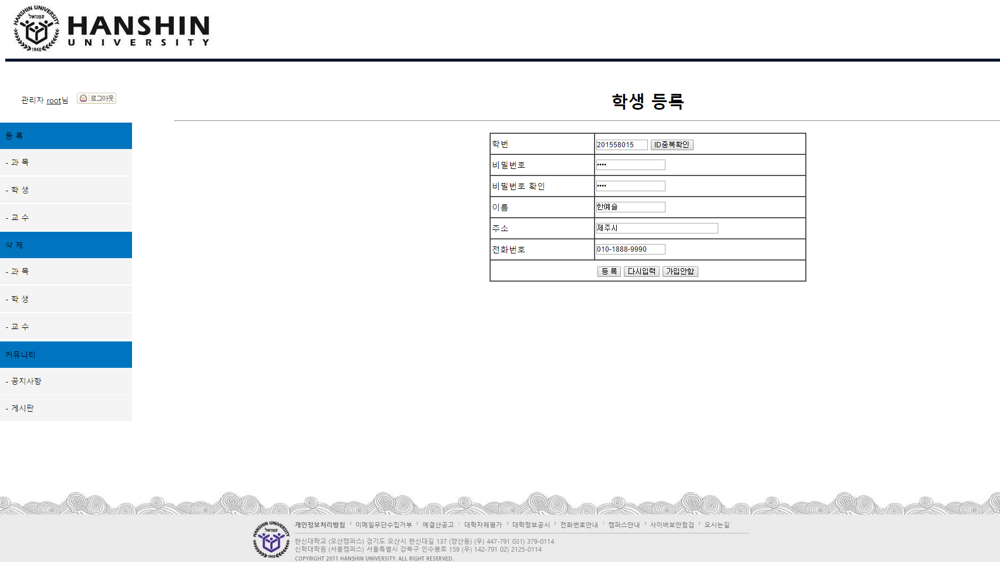 HANSHIN UNIVERSITY
עמנואל
1940
HANSHIN
UNIVERSITY
관리자 root님 로그아웃
등 록
- 과 목
- 학 생
- 교 수
삭 제
- 과 목
- 학 생
- 교 수
커뮤니티
- 공지사항
- 게시판
학생 등록
학번 201558015 ID중복확인
비밀번호 ••••
비밀번호 확인 ••••
이름 한예슬
주소 제주시
전화번호 010-1888-9990
등 록 다시입력 가입안함
HANSHIN UNIVERSITY
עמנואל
1940
개인정보처리방침 이메일무단수집거부 예결산공고 대학자체평가 대학정보공시 전화번호안내 캠퍼스안내 사이버보안점검 오시는길
한신대학교 (오산캠퍼스) 경기도 오산시 한신대길 137 (양산동) (우) 447-791 031) 379-0114
신학대학원 (서울캠퍼스) 서울특별시 강북구 인수봉로 159 (우) 142-791 02) 2125-0114
COPYRIGHT 2011 HANSHIN UNIVERSITY. ALL RIGHT RESERVED.